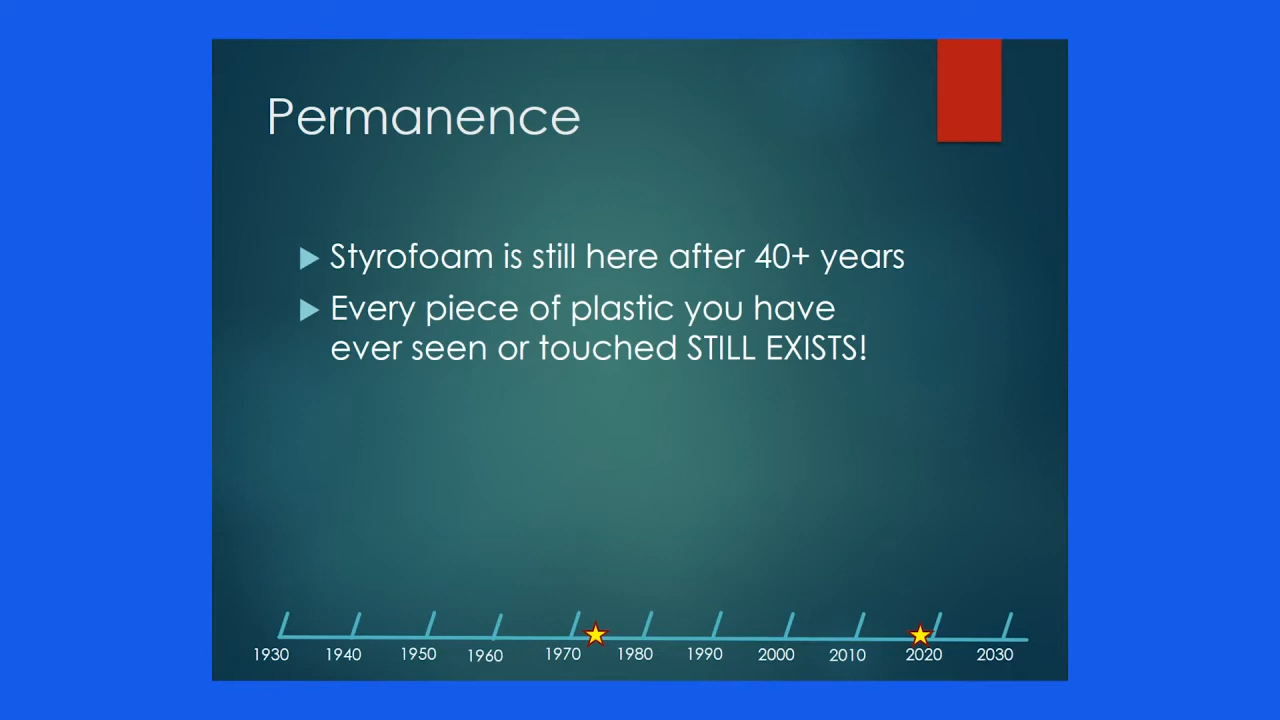 Permanence
Styrofoam is still here after 40+ years
Every piece of plastic you have
ever seen or touched STILL EXISTS!
1930 1940 1950 1960 1970 1980 1990 2000 2010 2020 2030